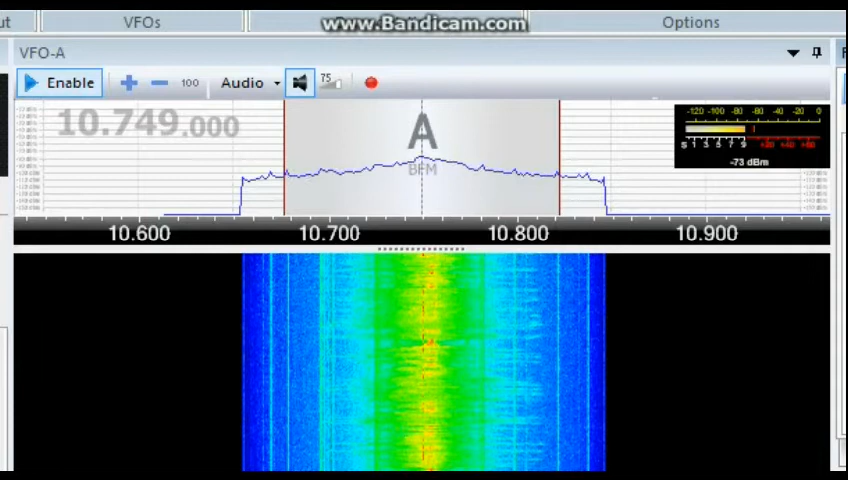 ut VFOs www.Bandicam.com Options
VFO-A
Enable 100 Audio 75
10.749.000
A
BFM
-120 -100 -80 -60 -40 -20 0
S 1 3 5 7 9 +20 +40 +60
-73 dBm
10.600 10.700 10.800 10.900